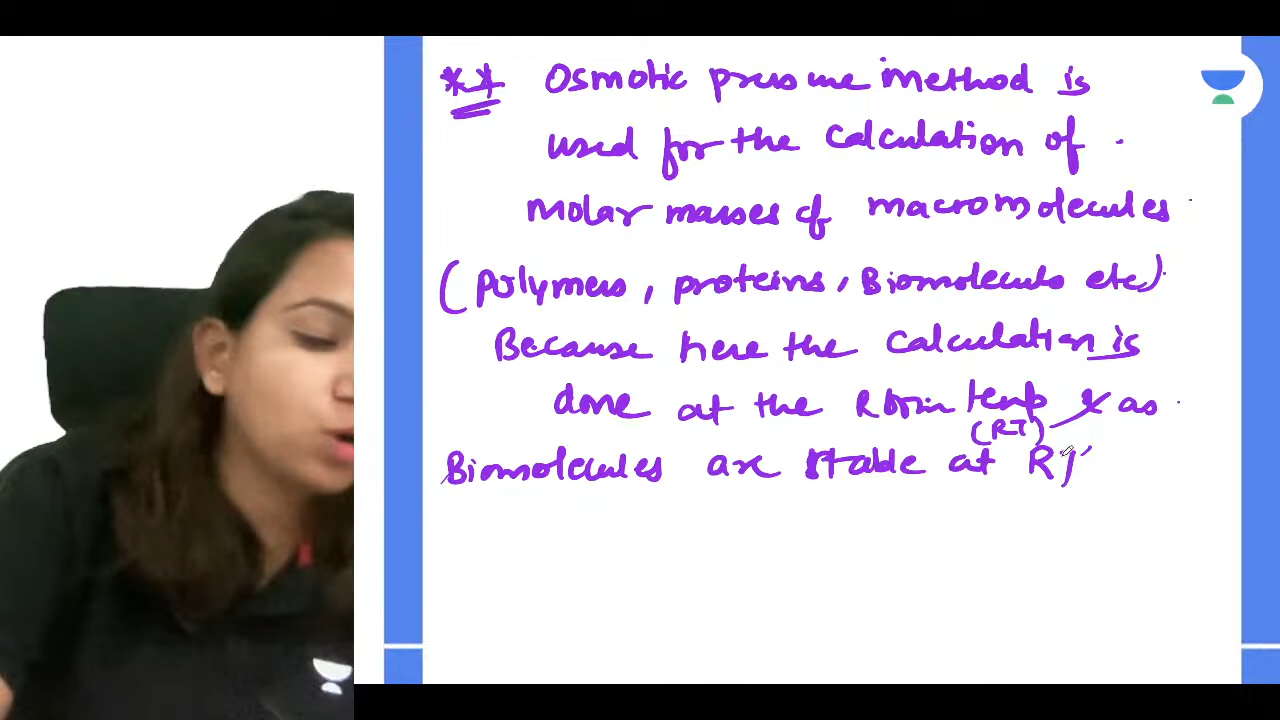 ** Osmotic pressure method is
used for the calculation of
molar masses of macromolecules
(Polymers, proteins, Biomolecules etc)
Because here the calculation is
done at the Room temp & as
(RT)
Biomolecules are stable at RT